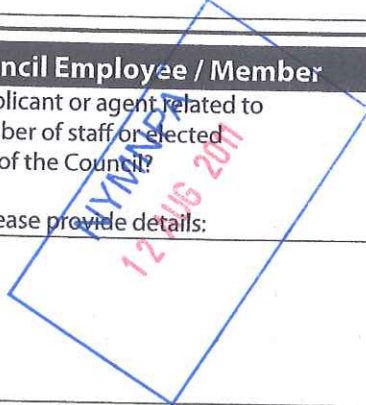 ncil Employee / Member
plicant or agent related to
ber of staff or elected
of the Council?
ease provide details:
NYMNPA
12 AUG 2011